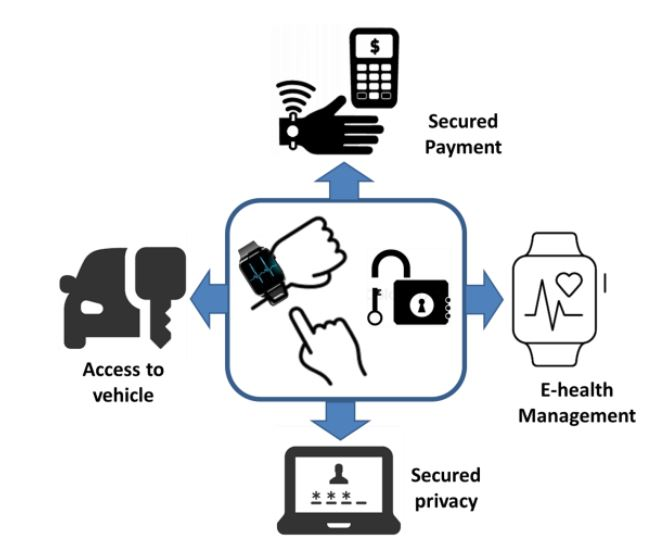 $
Secured
Payment
Access to
vehicle
E-health
Management
* * * _
Secured
privacy